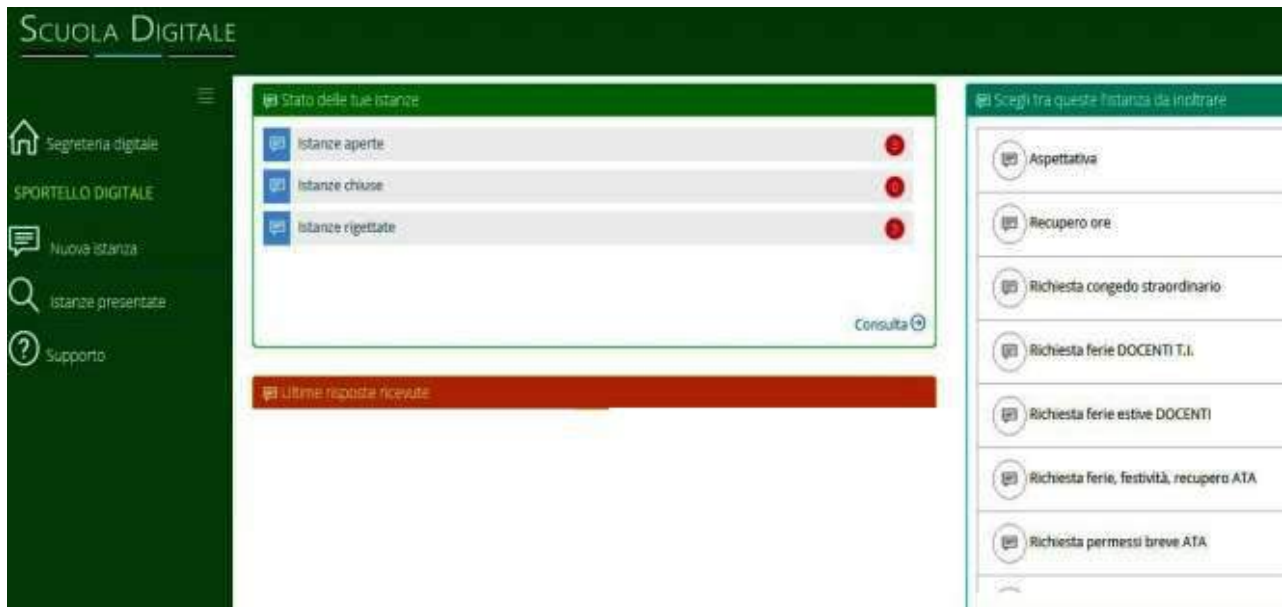 SCUOLA DIGITALE
Segreteria digitale
SPORTELLO DIGITALE
Nuova istanza
Istanze presentate
Supporto
Stato delle tue istanze
Istanze aperte
Istanze chiuse
0
Istanze rigettate
Consulta
Ultime risposte ricevute
Scegli tra queste l'istanza da inoltrare
Aspettativa
Recupero ore
Richiesta congedo straordinario
Richiesta ferie DOCENTI T.I.
Richiesta ferie estive DOCENTI
Richiesta ferie, festività, recupero ATA
Richiesta permessi breve ATA